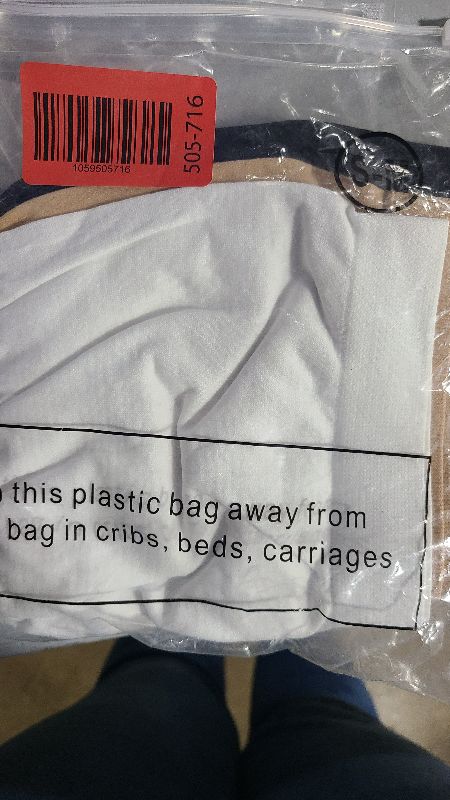 1059505716
505-716
this plastic bag away from
bag in cribs, beds, carriages